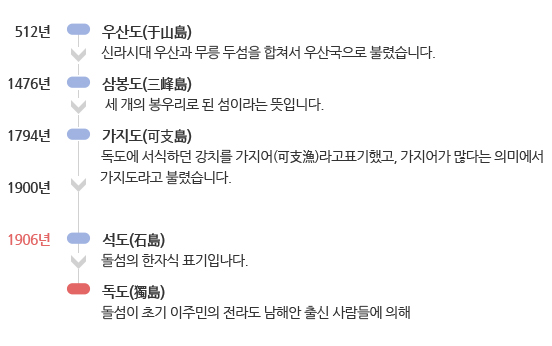 512년 우산도(于山島)
신라시대 우산과 무릉 두섬을 합쳐서 우산국으로 불렸습니다.
1476년 삼봉도(三峰島)
세 개의 봉우리로 된 섬이라는 뜻입니다.
1794년 가지도(可支島)
독도에 서식하던 강치를 가지어(可支漁)라고표기했고, 가지어가 많다는 의미에서
가지도라고 불렸습니다.
1900년
1906년 석도(石島)
돌섬의 한자식 표기입나다.
독도(獨島)
돌섬이 초기 이주민의 전라도 남해안 출신 사람들에 의해